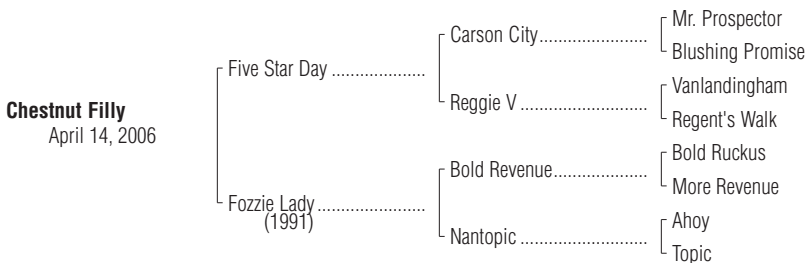 Mr. Prospector
Carson City........................
Blushing Promise
Five Star Day .....................
Vanlandingham
Reggie V ............................
Regent's Walk
Chestnut Filly
April 14, 2006
Bold Ruckus
Bold Revenue.....................
More Revenue
Fozzie Lady........................
(1991)
Ahoy
Nantopic ............................
Topic